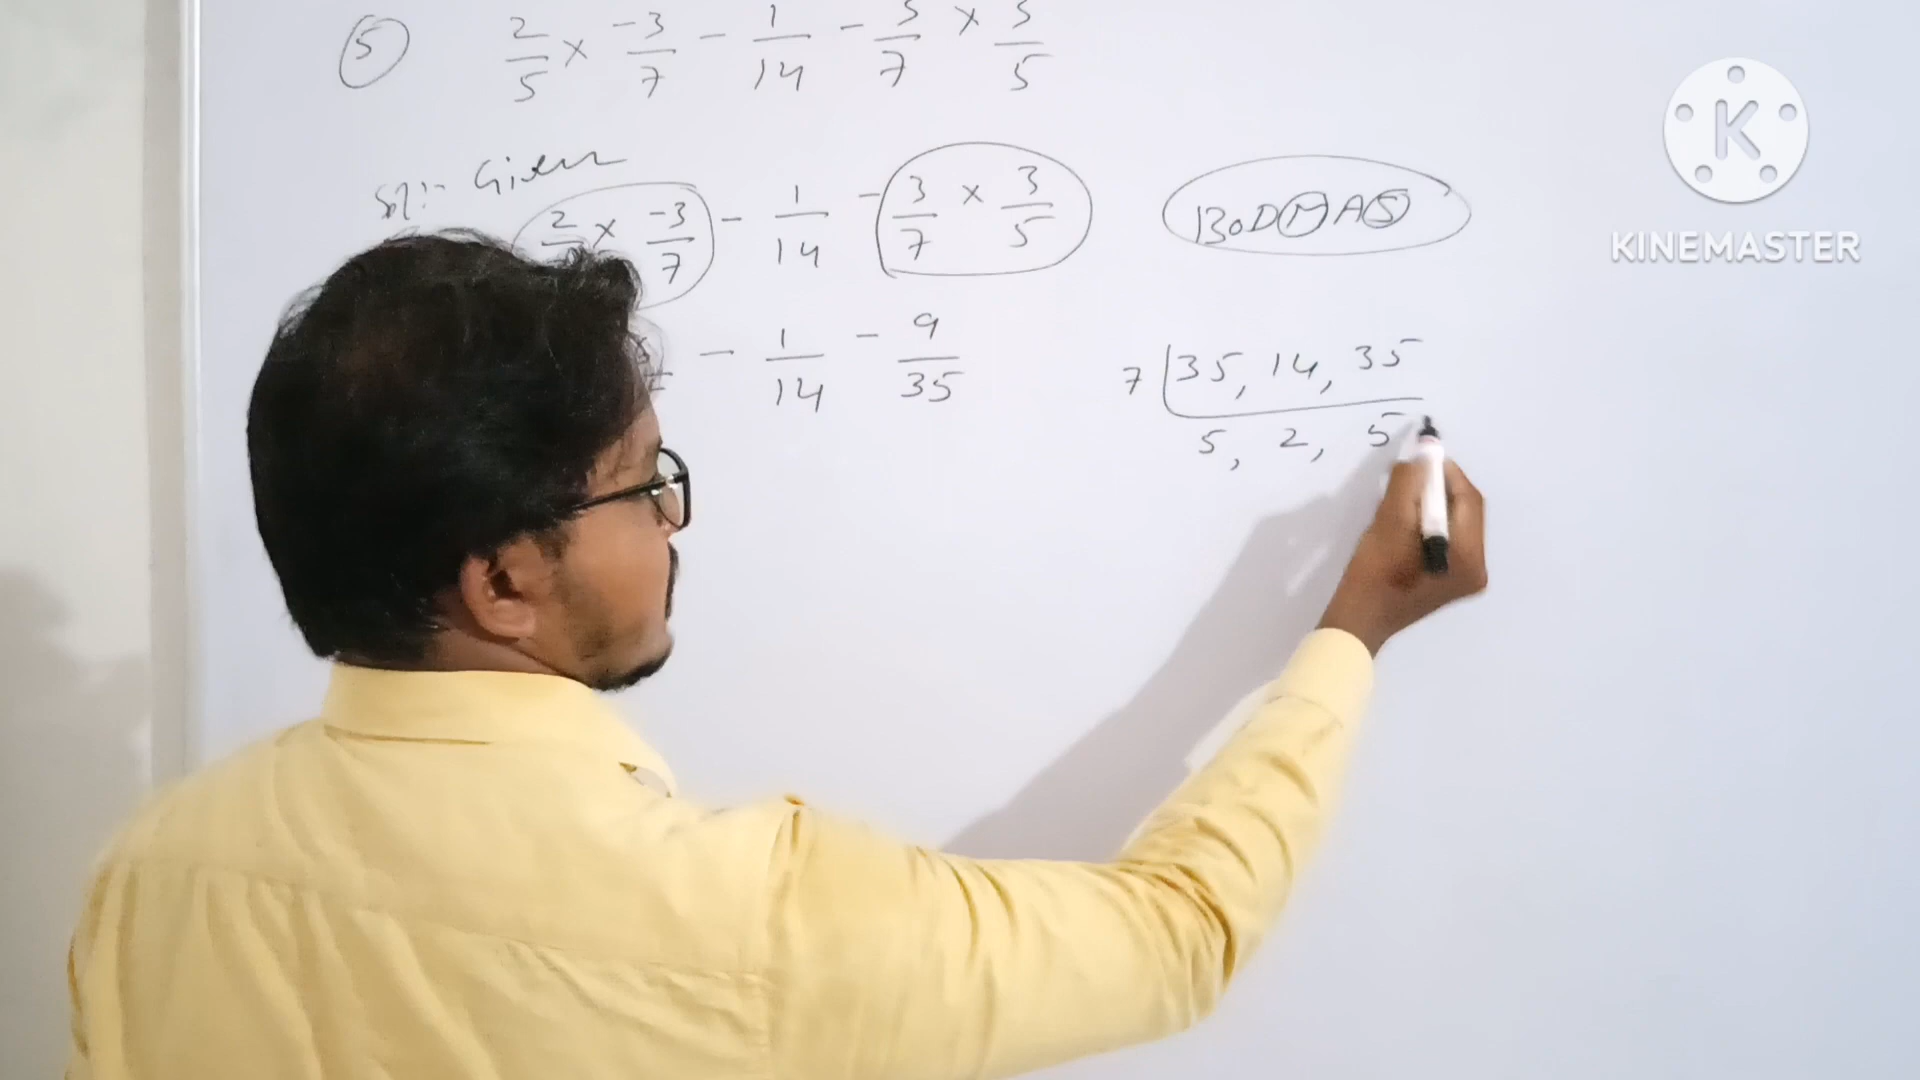 5 2/5 × -3/7 - 1/14 - 3/7 × 3/5
Sol:- Given
2/ × -3/7 - 1/14 - 3/7 × 3/5 BODMAS
- 1/14 - 9/35
7 35, 14, 35
5, 2, 5
K
KINEMASTER